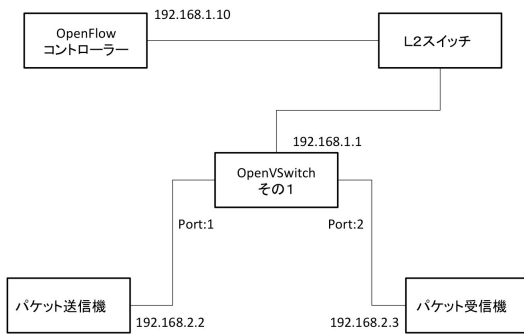 192.168.1.10
OpenFlow
コントローラー
L2スイッチ
192.168.1.1
OpenVSwitch
その1
Port:1
Port:2
パケット送信機
192.168.2.2
192.168.2.3
パケット受信機